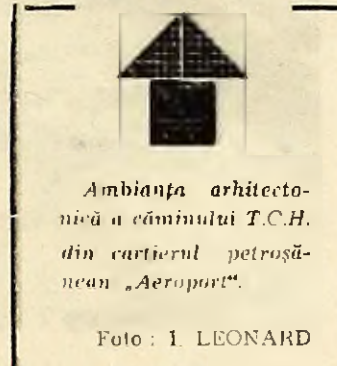 Ambianța arhitecto-
nică a căminului T.C.H.
din cartierul petroșă-
nean „Aeroport“.
Foto : I. LEONARD